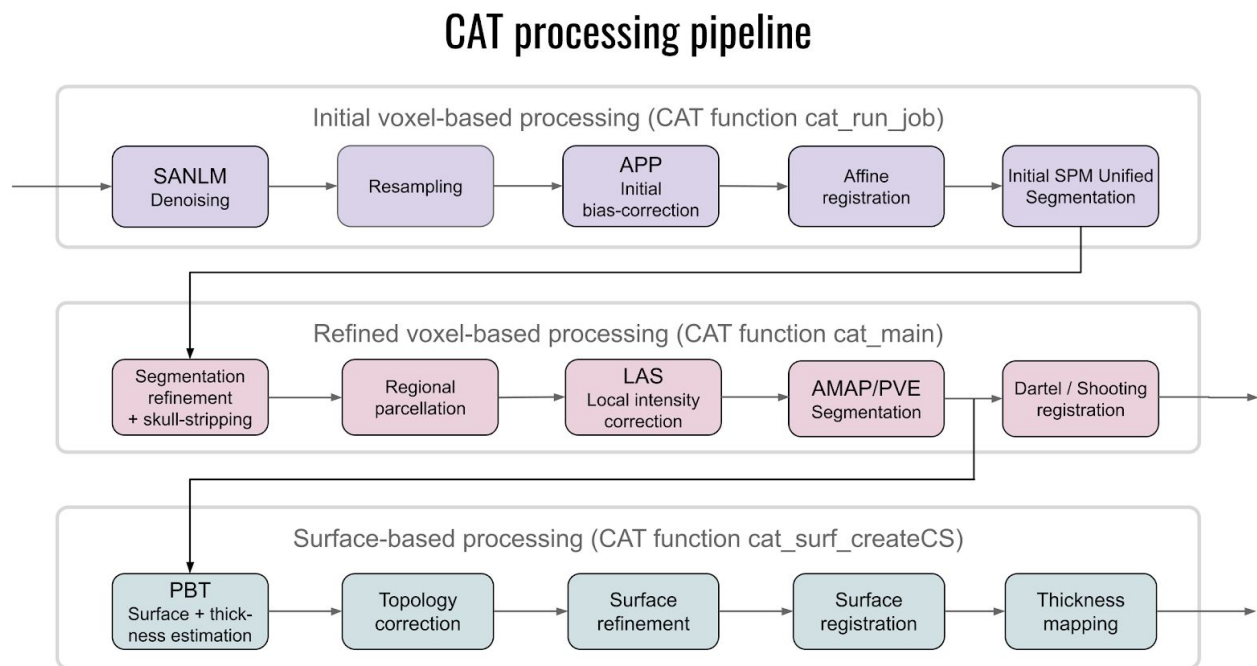 CAT processing pipeline
Initial voxel-based processing (CAT function cat_run_job)
SANLM
Denoising
Resampling
APP
Initial
bias-correction
Affine
registration
Initial SPM Unified
Segmentation
Refined voxel-based processing (CAT function cat_main)
Segmentation
refinement
+ skull-stripping
Regional
parcellation
LAS
Local intensity
correction
AMAP/PVE
Segmentation
Dartel / Shooting
registration
Surface-based processing (CAT function cat_surf_createCS)
PBT
Surface + thick-
ness estimation
Topology
correction
Surface
refinement
Surface
registration
Thickness
mapping